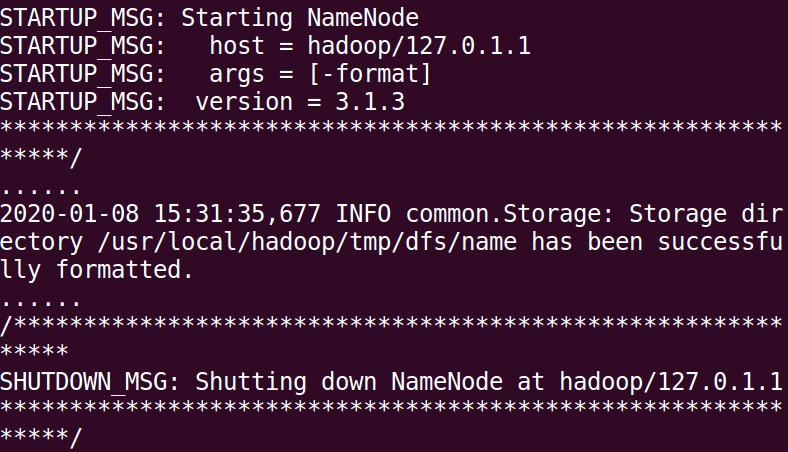 STARTUP_MSG: Starting NameNode
STARTUP_MSG:   host = hadoop/127.0.1.1
STARTUP_MSG:   args = [-format]
STARTUP_MSG:  version = 3.1.3
********************************************************
*****/
......
2020-01-08 15:31:35,677 INFO common.Storage: Storage dir
ectory /usr/local/hadoop/tmp/dfs/name has been successfu
lly formatted.
......
/*******************************************************
*****
SHUTDOWN_MSG: Shutting down NameNode at hadoop/127.0.1.1
********************************************************
*****/